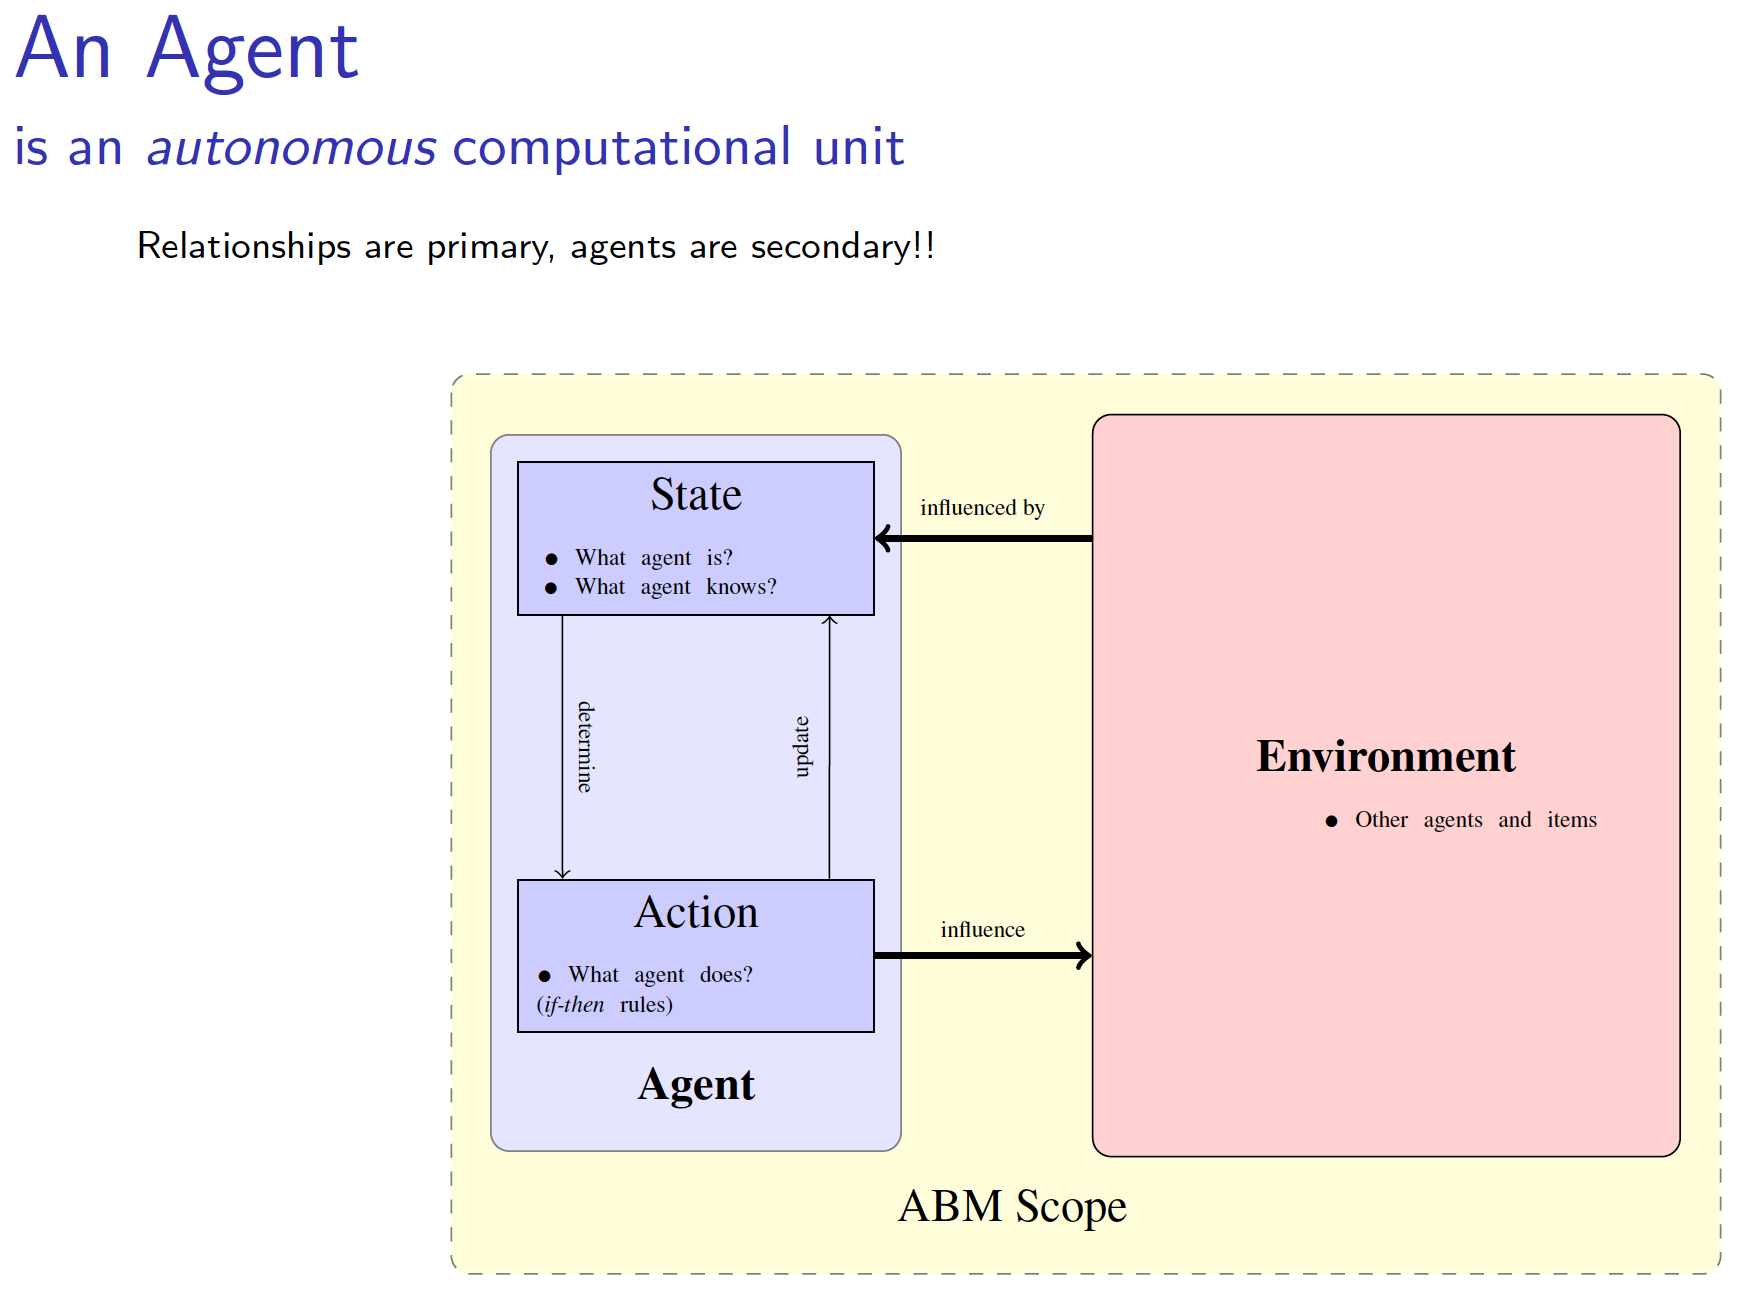 An Agent
is an autonomous computational unit
Relationships are primary, agents are secondary!!
State
● What agent is?
● What agent knows?
influenced by
determine
update
Environment
● Other agents and items
Action
● What agent does?
(if-then rules)
influence
Agent
ABM Scope